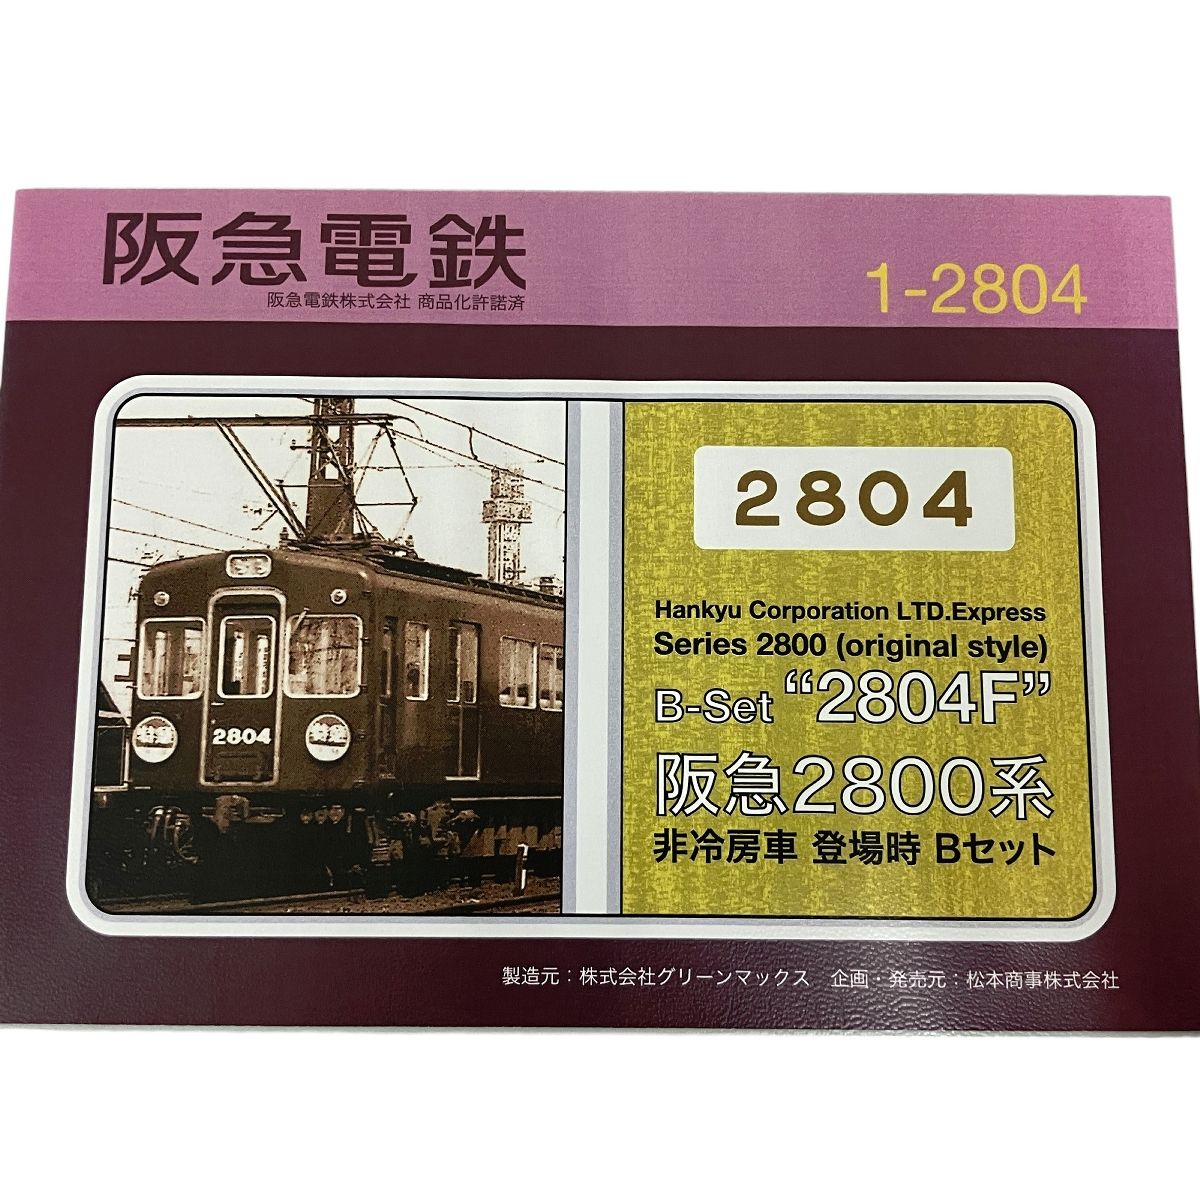 阪急電鉄
阪急電鉄株式会社 商品化許諾済
1-2804
2804
特急
2804
特急
Hankyu Corporation LTD.Express
Series 2800 (original style)
B-Set “2804F”
阪急2800系
非冷房車 登場時 Bセット
製造元：株式会社グリーンマックス 企画・発売元：松本商事株式会社